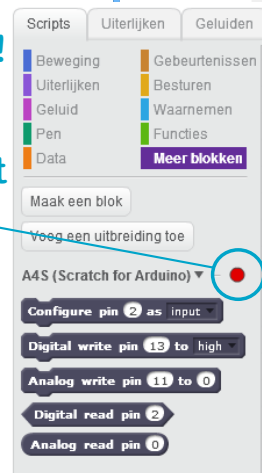 Scripts Uiterlijken Geluiden
!
Beweging Gebeurtenissen
Uiterlijken Besturen
Geluid Waarnemen
Pen Functies
Data Meer blokken
t
Maak een blok
Voeg een uitbreiding toe
A4S (Scratch for Arduino)
Configure pin 2 as input
Digital write pin 13 to high
Analog write pin 11 to 0
Digital read pin 2
Analog read pin 0